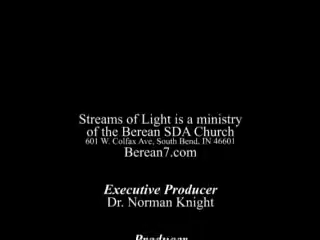 Streams of Light is a ministry
of the Berean SDA Church
601 W. Colfax Ave, South Bend, IN 46601
Berean7.com
Executive Producer
Dr. Norman Knight
Producer